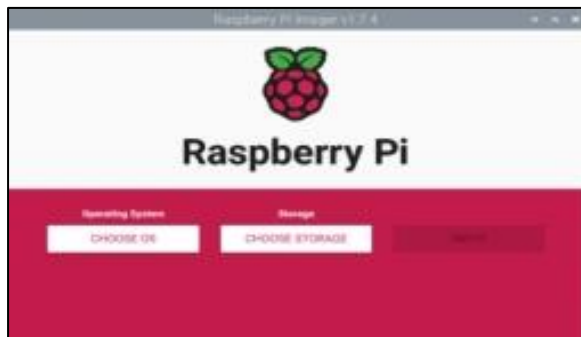 Raspberry Pi Imager v1.7.4
Raspberry Pi
Operating System
Storage
CHOOSE OS
CHOOSE STORAGE